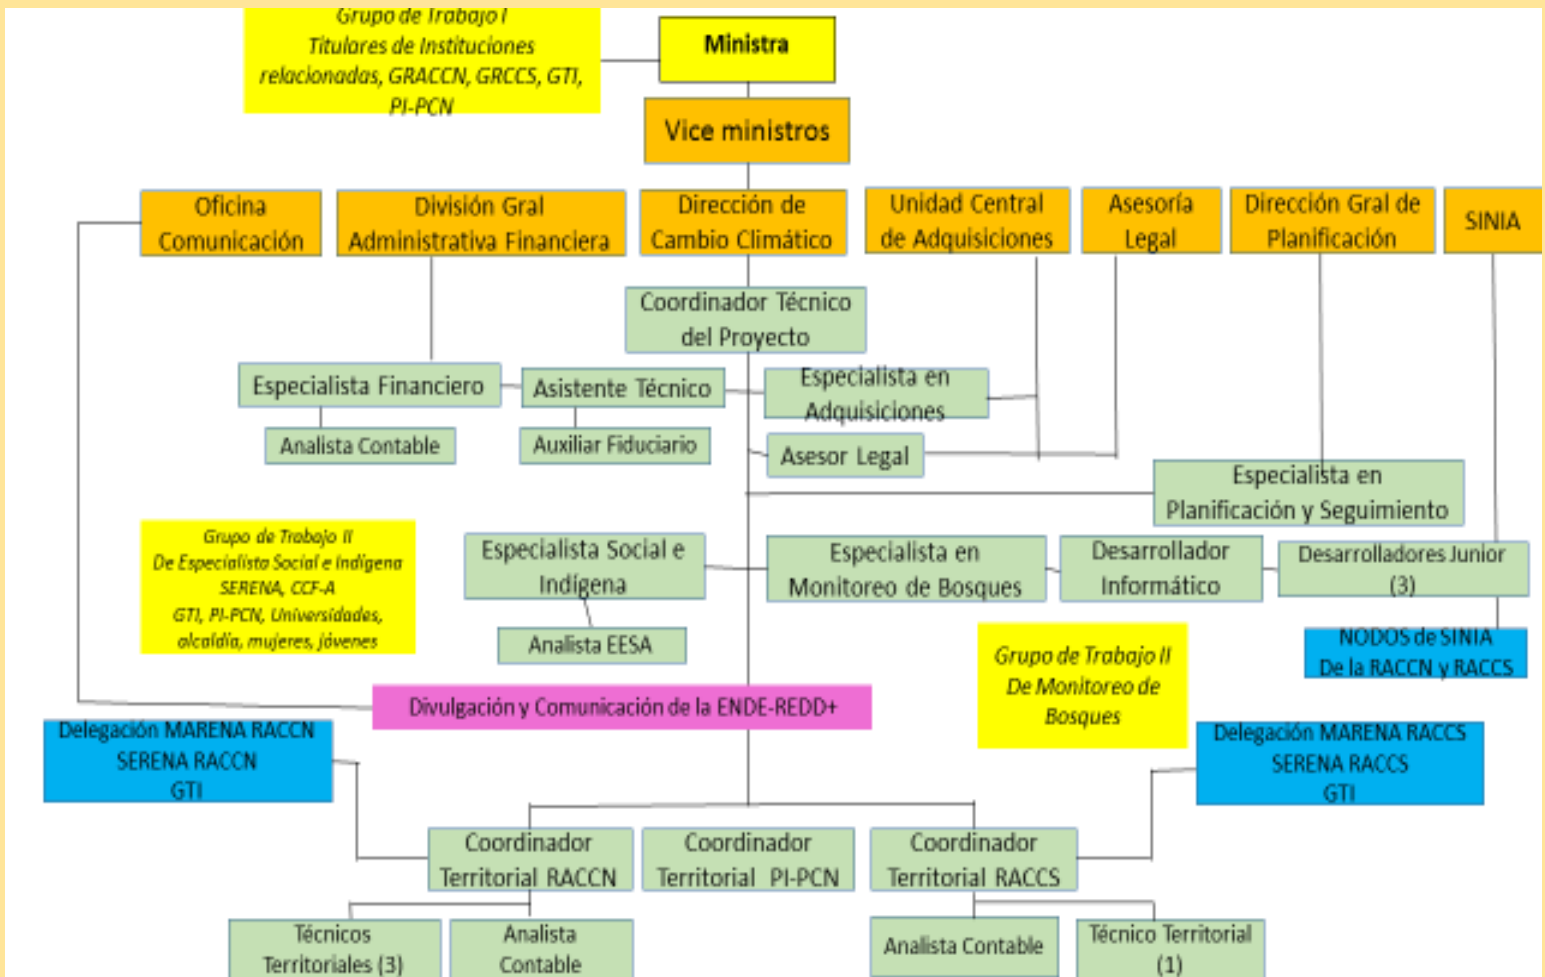 Grupo de Trabajo I
Titulares de Instituciones
relacionadas, GRACCN, GRCCS, GTI,
PI-PCN
Ministra
Vice ministros
Oficina
Comunicación
División Gral
Administrativa Financiera
Dirección de
Cambio Climático
Unidad Central
de Adquisiciones
Asesoría
Legal
Dirección Gral de
Planificación
SINIA
Coordinador Técnico
del Proyecto
Especialista Financiero
Asistente Técnico
Especialista en
Adquisiciones
Analista Contable
Auxiliar Fiduciario
Asesor Legal
Especialista en
Planificación y Seguimiento
Grupo de Trabajo II
De Especialista Social e Indígena
SERENA, CCF-A
GTI, PI-PCN, Universidades,
alcaldía, mujeres, jóvenes
Especialista Social e
Indígena
Especialista en
Monitoreo de Bosques
Desarrollador
Informático
Desarrolladores Junior
(3)
Analista EESA
NODOS de SINIA
De la RACCN y RACCS
Grupo de Trabajo II
De Monitoreo de
Bosques
Divulgación y Comunicación de la ENDE-REDD+
Delegación MARENA RACCN
SERENA RACCN
GTI
Delegación MARENA RACCS
SERENA RACCS
GTI
Coordinador
Territorial RACCN
Coordinador
Territorial PI-PCN
Coordinador
Territorial RACCS
Técnicos
Territoriales (3)
Analista
Contable
Analista Contable
Técnico Territorial
(1)